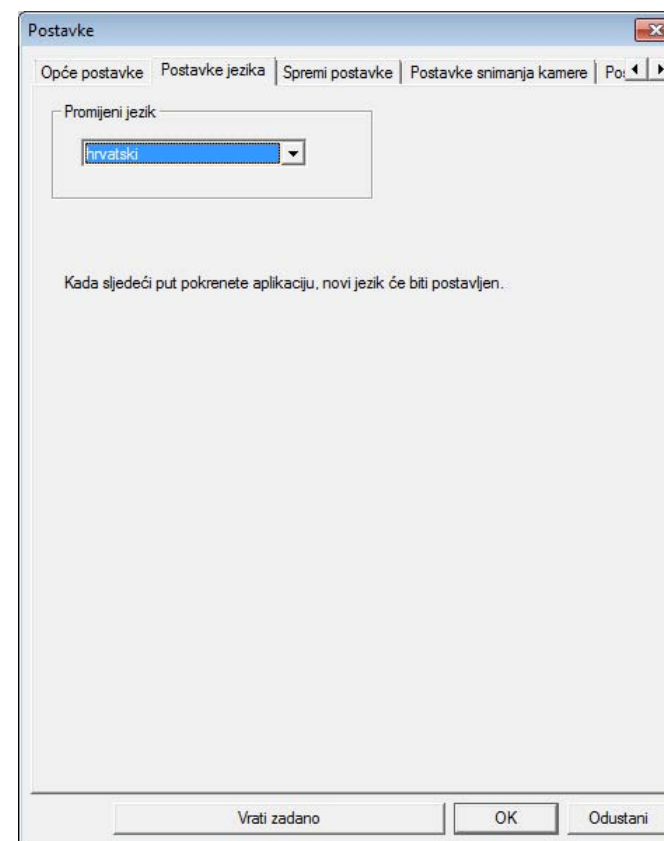 Postavke
Opće postavke Postavke jezika Spremi postavke Postavke snimanja kamere
Promijeni jezik
hrvatski
Kada sljedeći put pokrenete aplikaciju, novi jezik će biti postavljen.
Vrati zadano OK Odustani